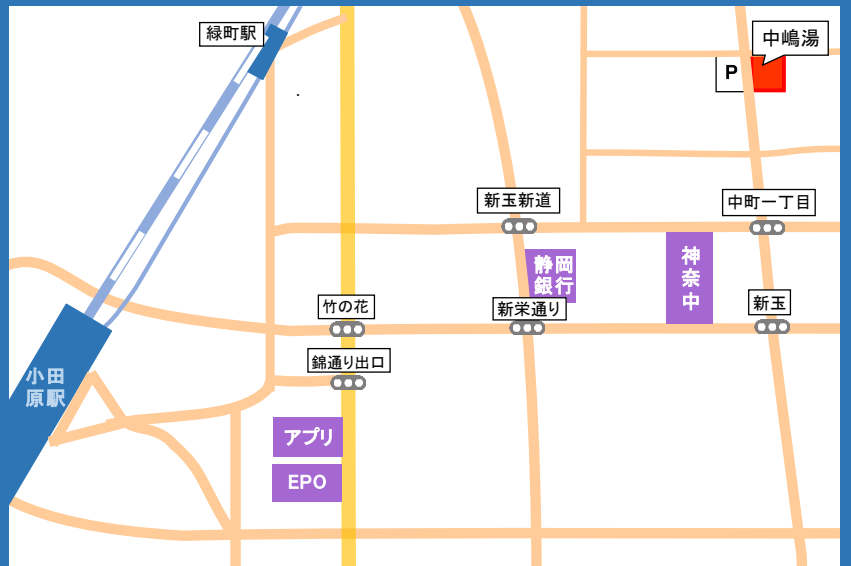 緑町駅
中嶋湯
P
新玉新道
中町一丁目
静岡
銀行
神
奈
中
竹の花
新栄通り
新玉
錦通り出口
小田
原駅
アプリ
EPO